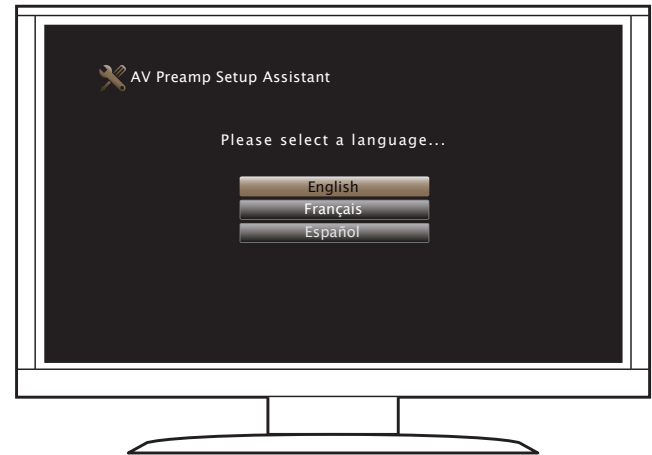 AV Preamp Setup Assistant
Please select a language...
English
Français
Español